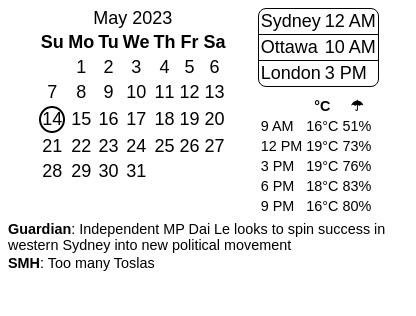 May 2023
Su Mo Tu We Th Fr Sa
1 2 3 4 5 6
7 8 9 10 11 12 13
14 15 16 17 18 19 20
21 22 23 24 25 26 27
28 29 30 31
Sydney 12 AM
Ottawa 10 AM
London 3 PM
°C ☂
9 AM 16°C 51%
12 PM 19°C 73%
3 PM 19°C 76%
6 PM 18°C 83%
9 PM 16°C 80%
Guardian: Independent MP Dai Le looks to spin success in
western Sydney into new political movement
SMH: Too many Toslas